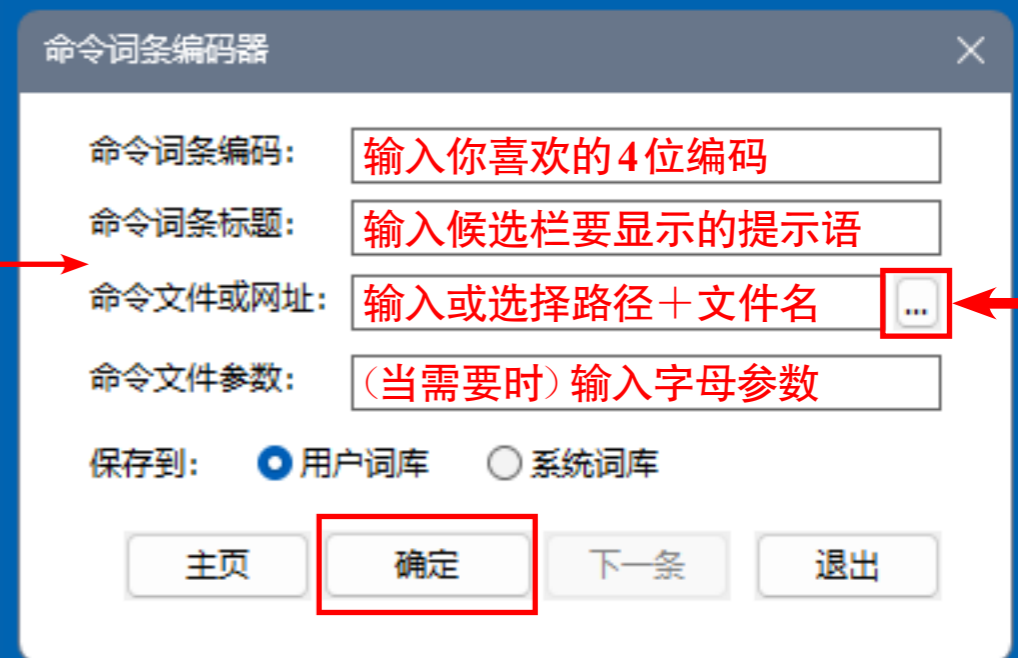 命令词条编码器
命令词条编码： 输入你喜欢的4位编码
命令词条标题： 输入候选栏要显示的提示语
命令文件或网址： 输入或选择路径＋文件名 ...
命令文件参数： （当需要时）输入字母参数
保存到： 用户词库 系统词库
主页 确定 下一条 退出